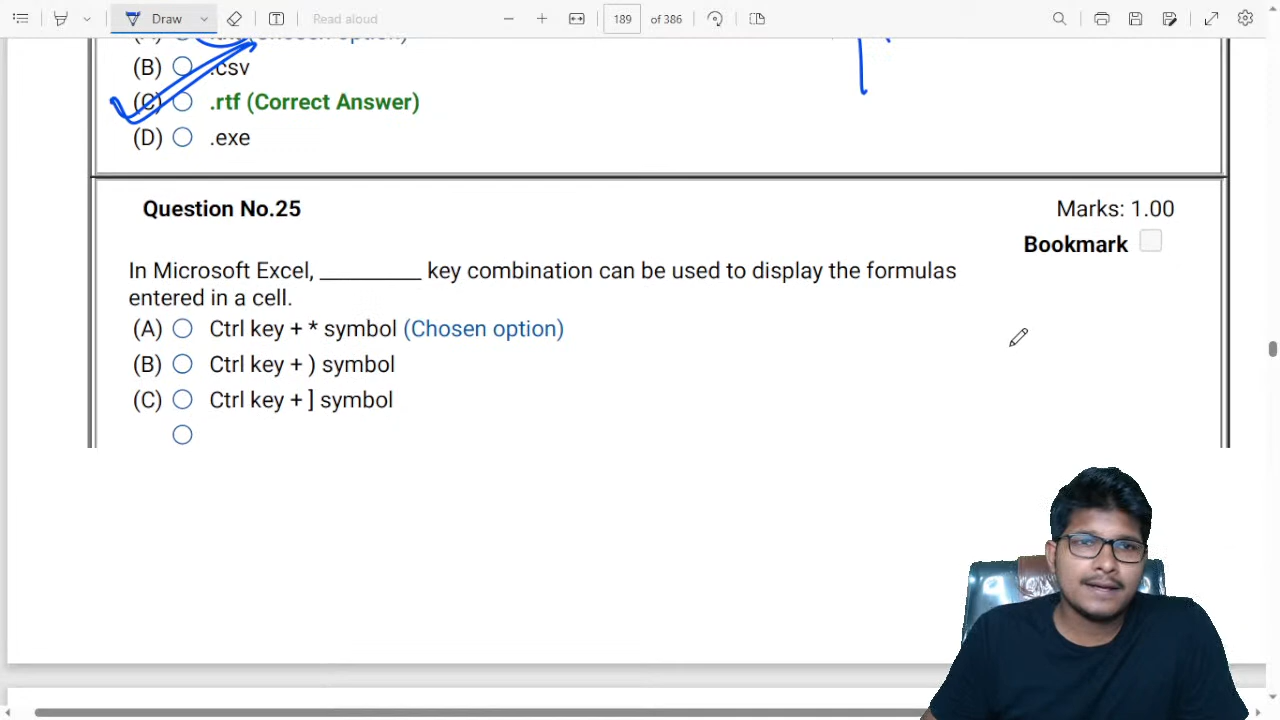 Draw
Read aloud
189 of 386
(B) .csv
(C) .rtf (Correct Answer)
(D) .exe
Question No.25
Marks: 1.00
Bookmark
In Microsoft Excel, _________ key combination can be used to display the formulas
entered in a cell.
(A) Ctrl key + * symbol (Chosen option)
(B) Ctrl key + ) symbol
(C) Ctrl key + ] symbol